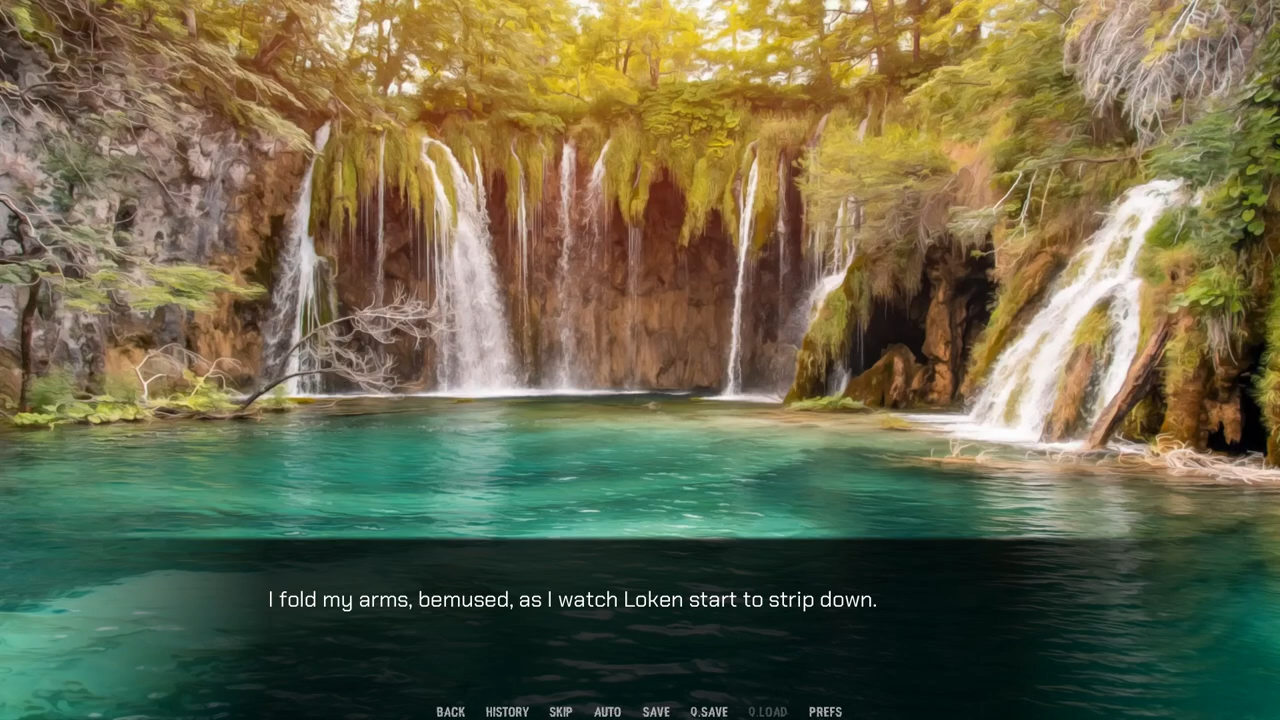 I fold my arms, bemused, as I watch Loken start to strip down.
BACK HISTORY SKIP AUTO SAVE Q.SAVE Q.LOAD PREFS